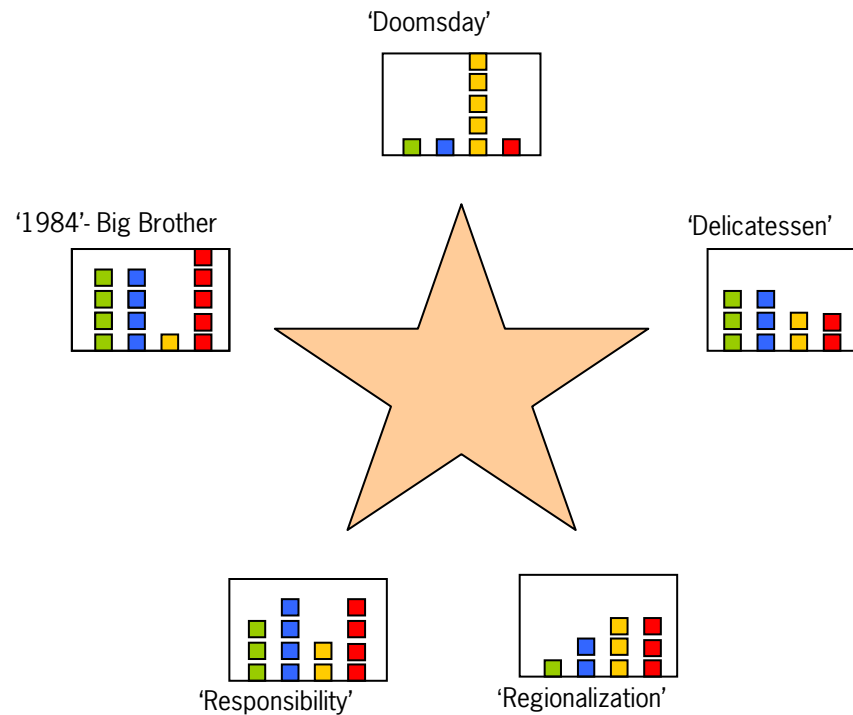 ‘Doomsday’
‘1984’- Big Brother
‘Delicatessen’
‘Responsibility’
‘Regionalization’